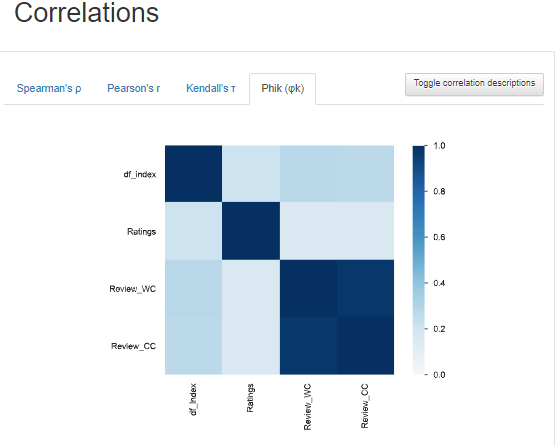 Correlations
Spearman's ρ Pearson's r Kendall's τ Phik (φk) Toggle correlation descriptions
1.0
df_index
0.8
Ratings
0.6
0.4
Review_WC
0.2
Review_CC
0.0
df_index
Ratings
Review_WC
Review_CC